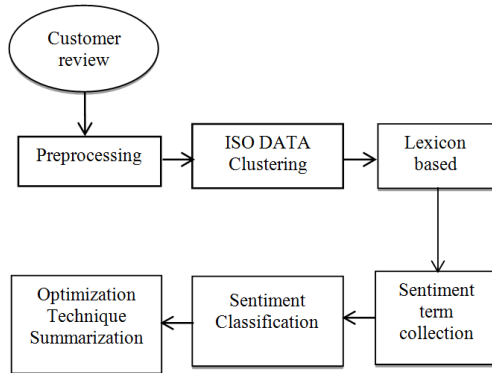 Customer
review
Preprocessing
ISO DATA
Clustering
Lexicon
based
Sentiment
term
collection
Sentiment
Classification
Optimization
Technique
Summarization